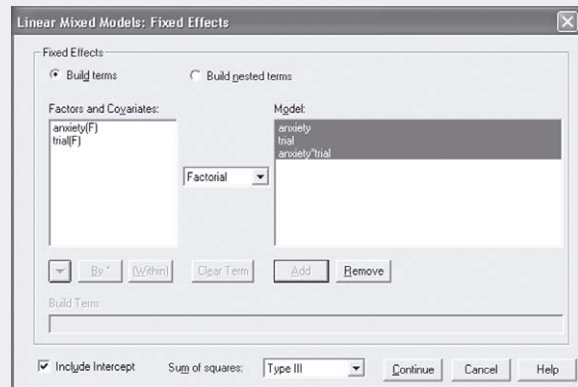 Linear Mixed Models: Fixed Effects
Fixed Effects
Build terms
Build nested terms
Factors and Covariates:
Model:
anxiety(F)
trial(F)
anxiety
trial
anxiety*trial
Factorial
By *
(Within)
Clear Term
Add
Remove
Build Term:
Include Intercept
Sum of squares:
Type III
Continue
Cancel
Help